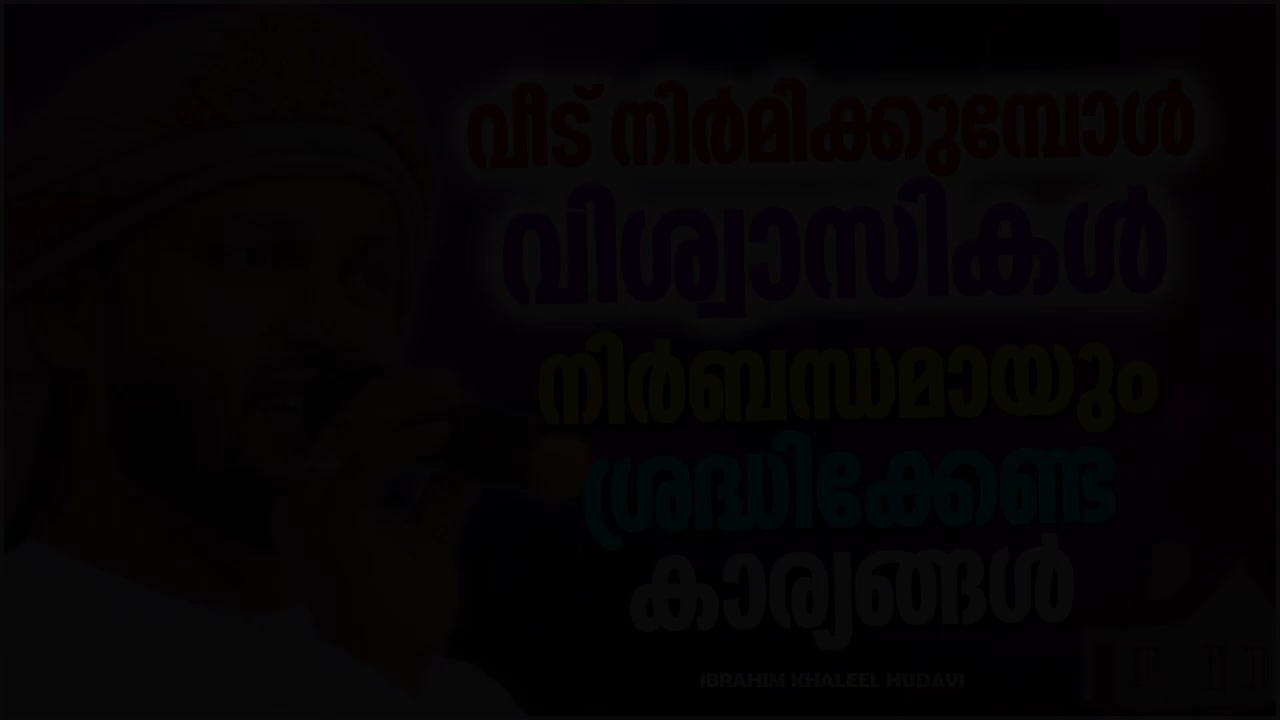 വീട് നിർമിക്കുമ്പോൾ
വിശ്വാസികൾ
നിർബന്ധമായും
ശ്രദ്ധിക്കേണ്ട
കാര്യങ്ങൾ
IBRAHIM KHALEEL HUDAVI